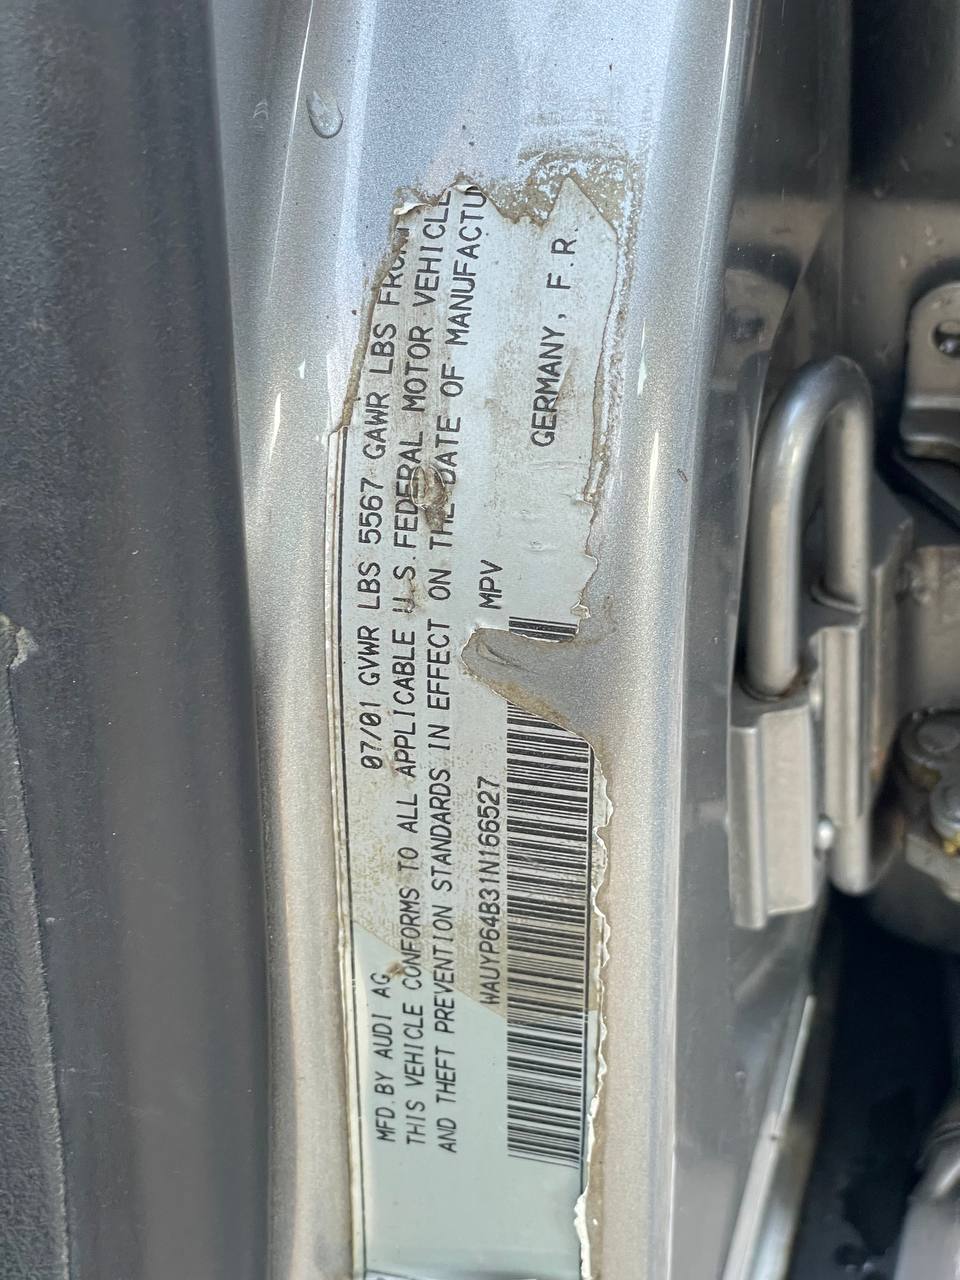 MFD.BY AUDI AG 07/01 GVWR LBS 5567 GAWR LBS FRONT
THIS VEHICLE CONFORMS TO ALL APPLICABLE U.S.FEDERAL MOTOR VEHICLE
AND THEFT PREVENTION STANDARDS IN EFFECT ON THE DATE OF MANUFACTU
WAUYP64B31N166527 MPV
GERMANY, F.R.